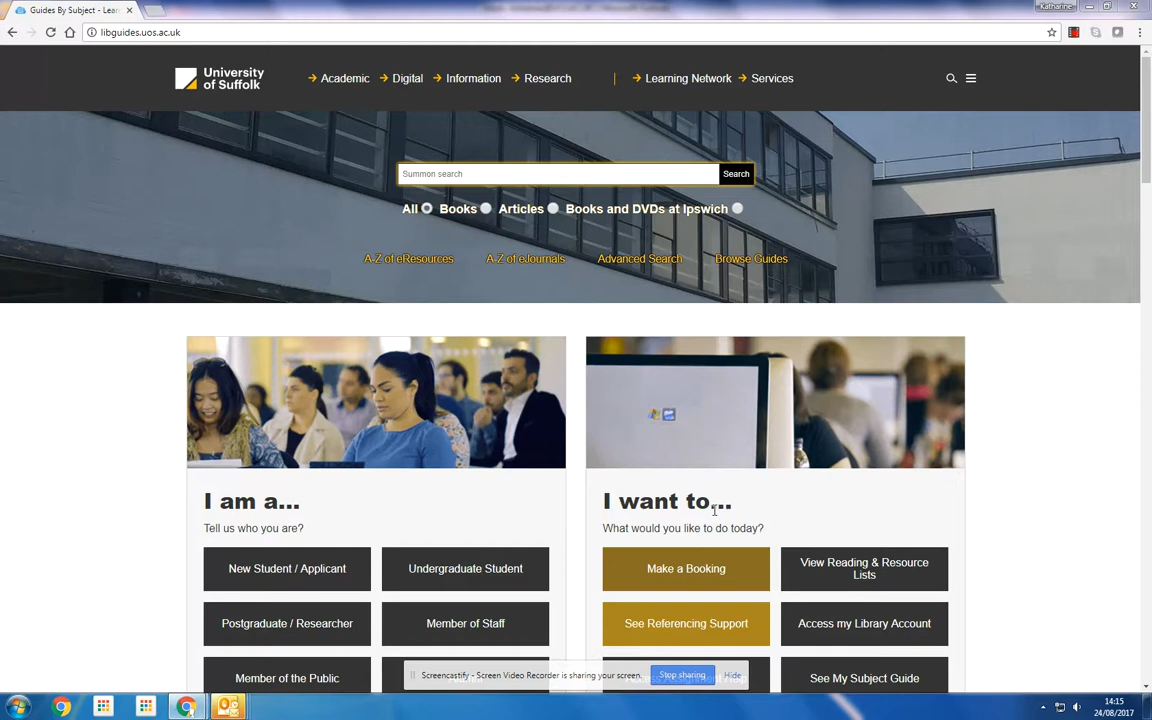 Guides By Subject - Lear
Katharine
libguides.uos.ac.uk
University of Suffolk
Academic Digital Information Research Learning Network Services
Summon search Search
All Books Articles Books and DVDs at Ipswich
A-Z of eResources A-Z of eJournals Advanced Search Browse Guides
I am a...
Tell us who you are?
New Student / Applicant Undergraduate Student
Postgraduate / Researcher Member of Staff
Member of the Public
I want to...
What would you like to do today?
Make a Booking View Reading & Resource Lists
See Referencing Support Access my Library Account
See My Subject Guide
Screencastify - Screen Video Recorder is sharing your screen. Stop sharing Hide
14:15
24/08/2017